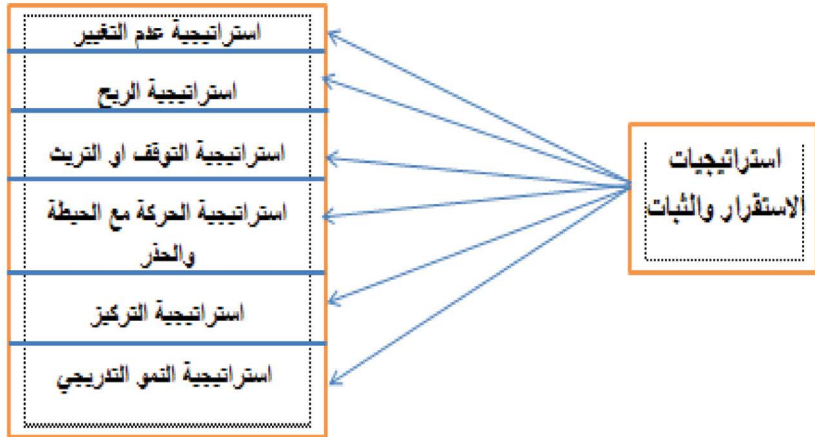 استراتيجيات
الاستقرار والثبات
استراتيجية عدم التغيير
استراتيجية الربح
استراتيجية التوقف او التريث
استراتيجية الحركة مع الحيطة
والحذر
استراتيجية التركيز
استراتيجية النمو التدريجي